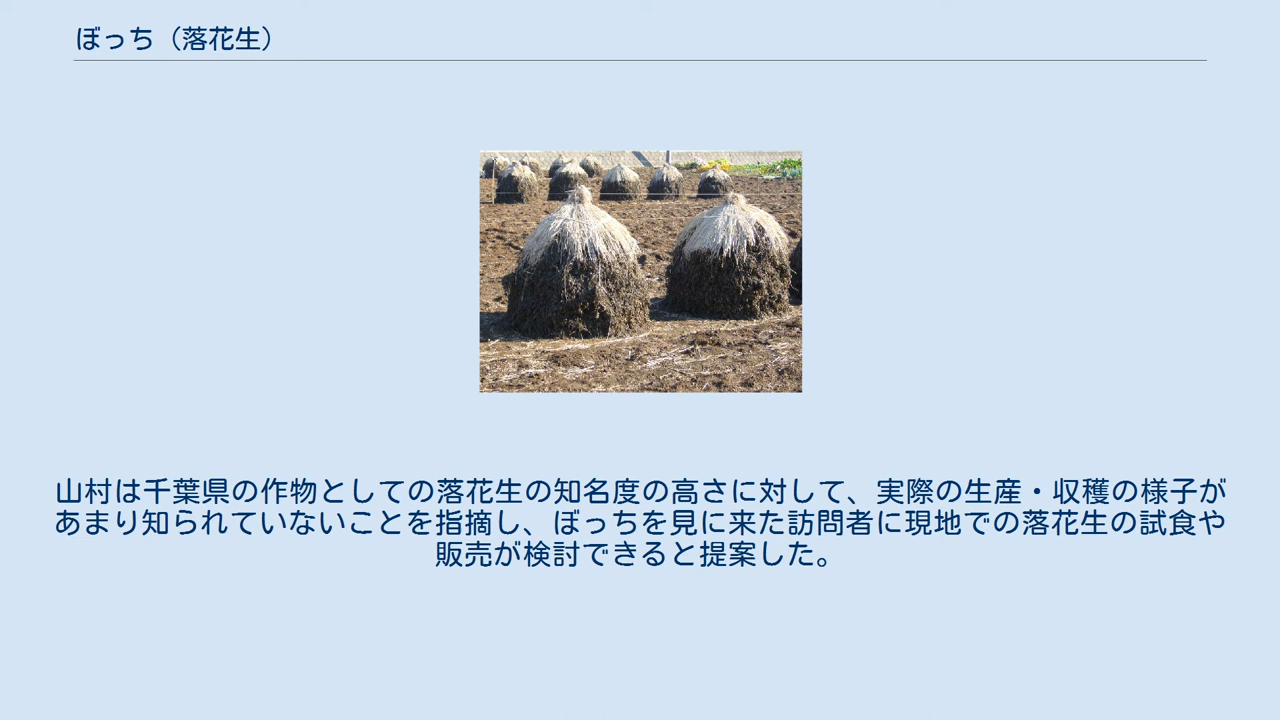 ぼっち（落花生）
山村は千葉県の作物としての落花生の知名度の高さに対して、実際の生産・収穫の様子が
あまり知られていないことを指摘し、ぼっちを見に来た訪問者に現地での落花生の試食や
販売が検討できると提案した。